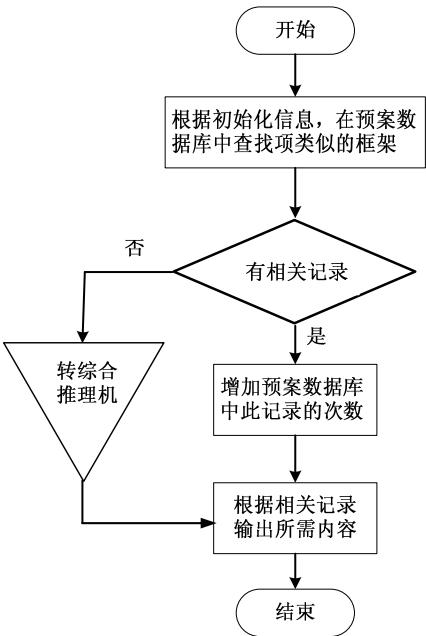 开始
根据初始化信息，在预案数
据库中查找项类似的框架
有相关记录
否
是
转综合
推理机
增加预案数据库
中此记录的次数
根据相关记录
输出所需内容
结束